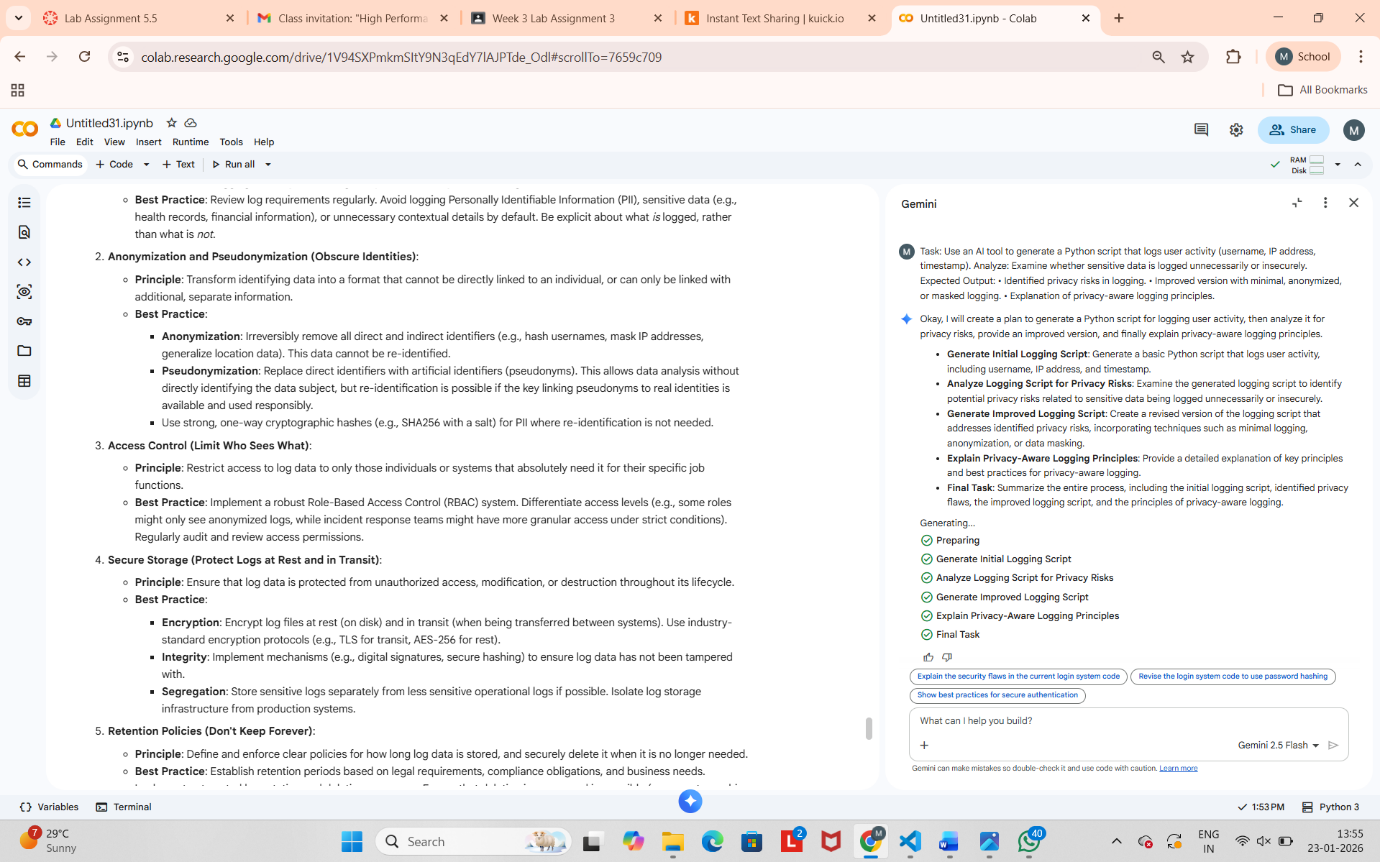 Lab Assignment 5.5
Class invitation: "High Performa
Week 3 Lab Assignment 3
Instant Text Sharing | kuick.io
Untitled31.ipynb - Colab
colab.research.google.com/drive/1V94SXPmkmSItY9N3qEdY7lAJPTde_OdI#scrollTo=7659c709
M School
All Bookmarks
Untitled31.ipynb
File Edit View Insert Runtime Tools Help
Share
M
Commands + Code + Text Run all
RAM
Disk
Best Practice: Review log requirements regularly. Avoid logging Personally Identifiable Information (PII), sensitive data (e.g.,
health records, financial information), or unnecessary contextual details by default. Be explicit about what is logged, rather
than what is not.
2. Anonymization and Pseudonymization (Obscure Identities):
Principle: Transform identifying data into a format that cannot be directly linked to an individual, or can only be linked with
additional, separate information.
Best Practice:
Anonymization: Irreversibly remove all direct and indirect identifiers (e.g., hash usernames, mask IP addresses,
generalize location data). This data cannot be re-identified.
Pseudonymization: Replace direct identifiers with artificial identifiers (pseudonyms). This allows data analysis without
directly identifying the data subject, but re-identification is possible if the key linking pseudonyms to real identities is
available and used responsibly.
Use strong, one-way cryptographic hashes (e.g., SHA256 with a salt) for PII where re-identification is not needed.
3. Access Control (Limit Who Sees What):
Principle: Restrict access to log data to only those individuals or systems that absolutely need it for their specific job
functions.
Best Practice: Implement a robust Role-Based Access Control (RBAC) system. Differentiate access levels (e.g., some roles
might only see anonymized logs, while incident response teams might have more granular access under strict conditions).
Regularly audit and review access permissions.
4. Secure Storage (Protect Logs at Rest and in Transit):
Principle: Ensure that log data is protected from unauthorized access, modification, or destruction throughout its lifecycle.
Best Practice:
Encryption: Encrypt log files at rest (on disk) and in transit (when being transferred between systems). Use industry-
standard encryption protocols (e.g., TLS for transit, AES-256 for rest).
Integrity: Implement mechanisms (e.g., digital signatures, secure hashing) to ensure log data has not been tampered
with.
Segregation: Store sensitive logs separately from less sensitive operational logs if possible. Isolate log storage
infrastructure from production systems.
5. Retention Policies (Don't Keep Forever):
Principle: Define and enforce clear policies for how long log data is stored, and securely delete it when it is no longer needed.
Best Practice: Establish retention periods based on legal requirements, compliance obligations, and business needs.
Gemini
M
Task: Use an AI tool to generate a Python script that logs user activity (username, IP address,
timestamp). Analyze: Examine whether sensitive data is logged unnecessarily or insecurely.
Expected Output: • Identified privacy risks in logging. • Improved version with minimal, anonymized,
or masked logging. • Explanation of privacy-aware logging principles.
Okay, I will create a plan to generate a Python script for logging user activity, then analyze it for
privacy risks, provide an improved version, and finally explain privacy-aware logging principles.
Generate Initial Logging Script: Generate a basic Python script that logs user activity,
including username, IP address, and timestamp.
Analyze Logging Script for Privacy Risks: Examine the generated logging script to identify
potential privacy risks related to sensitive data being logged unnecessarily or insecurely.
Generate Improved Logging Script: Create a revised version of the logging script that
addresses identified privacy risks, incorporating techniques such as minimal logging,
anonymization, or data masking.
Explain Privacy-Aware Logging Principles: Provide a detailed explanation of key principles
and best practices for privacy-aware logging.
Final Task: Summarize the entire process, including the initial logging script, identified privacy
flaws, the improved logging script, and the principles of privacy-aware logging.
Generating...
Preparing
Generate Initial Logging Script
Analyze Logging Script for Privacy Risks
Generate Improved Logging Script
Explain Privacy-Aware Logging Principles
Final Task
Explain the security flaws in the current login system code
Revise the login system code to use password hashing
Show best practices for secure authentication
What can I help you build?
Gemini 2.5 Flash
Gemini can make mistakes so double-check it and use code with caution. Learn more
Variables Terminal
1:53 PM Python 3
7
29°C
Sunny
Search
L 2
M
40
ENG
IN
13:55
23-01-2026